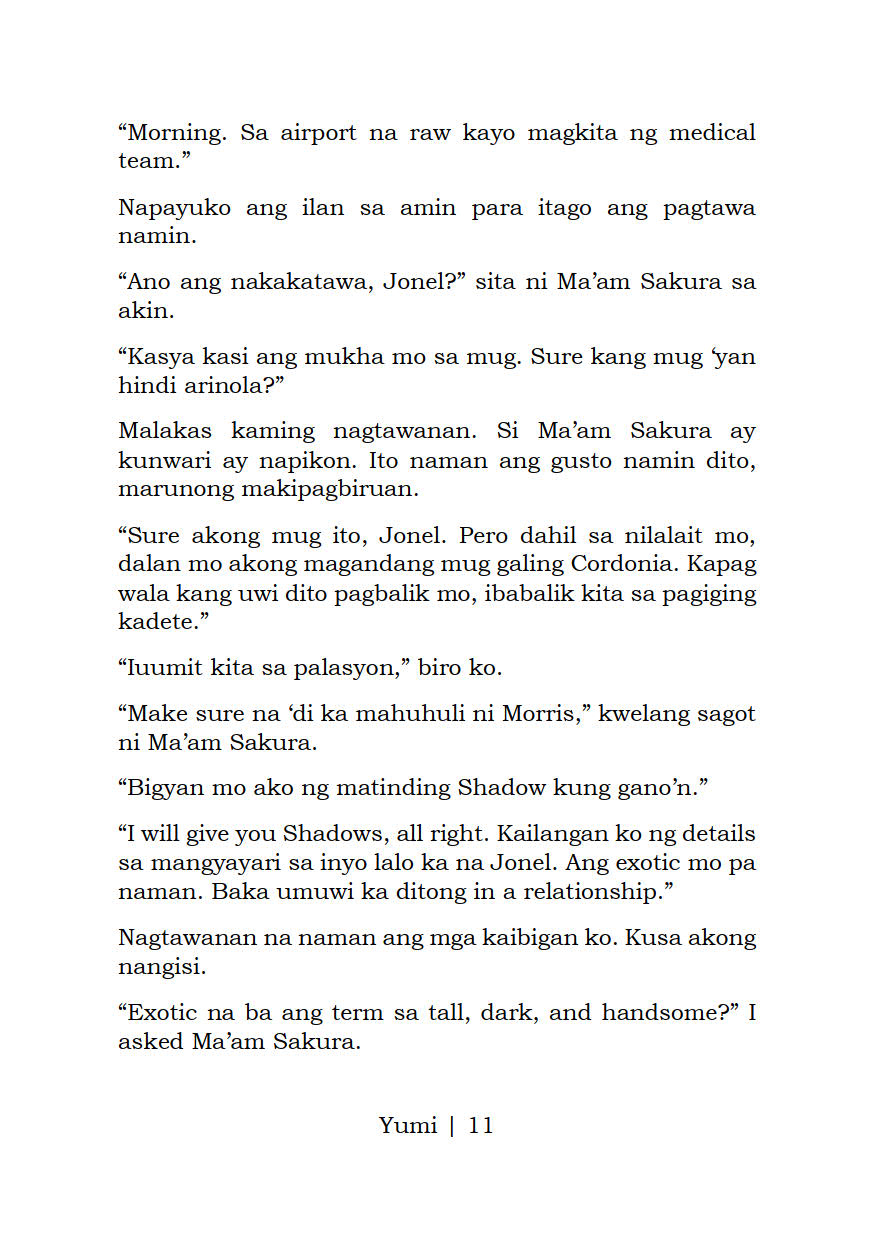 “Morning. Sa airport na raw kayo magkita ng medical
team.”
Napayuko ang ilan sa amin para itago ang pagtawa
namin.
“Ano ang nakakatawa, Jonel?” sita ni Ma’am Sakura sa
akin.
“Kasya kasi ang mukha mo sa mug. Sure kang mug ‘yan
hindi arinola?”
Malakas kaming nagtawanan. Si Ma’am Sakura ay
kunwari ay napikon. Ito naman ang gusto namin dito,
marunong makipagbiruan.
“Sure akong mug ito, Jonel. Pero dahil sa nilalait mo,
dalan mo akong magandang mug galing Cordonia. Kapag
wala kang uwi dito pagbalik mo, ibabalik kita sa pagiging
kadete.”
“Iuumit kita sa palasyon,” biro ko.
“Make sure na ‘di ka mahuhuli ni Morris,” kwelang sagot
ni Ma’am Sakura.
“Bigyan mo ako ng matinding Shadow kung gano’n.”
“I will give you Shadows, all right. Kailangan ko ng details
sa mangyayari sa inyo lalo ka na Jonel. Ang exotic mo pa
naman. Baka umuwi ka ditong in a relationship.”
Nagtawanan na naman ang mga kaibigan ko. Kusa akong
nangisi.
“Exotic na ba ang term sa tall, dark, and handsome?” I
asked Ma’am Sakura.
Yumi | 11